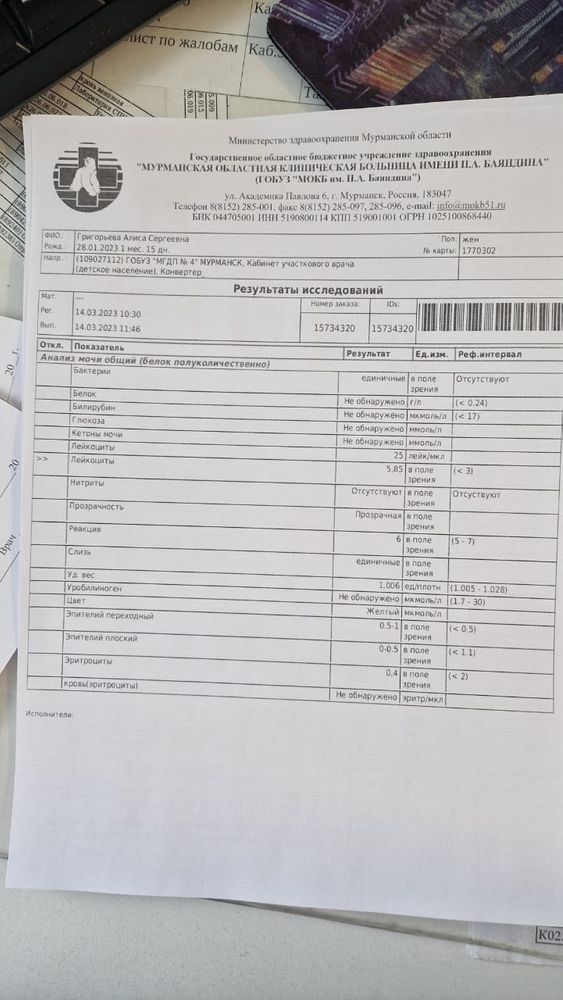 лист по жалобам
Каб.
Министерство здравоохранения Мурманской области
Государственное областное бюджетное учреждение здравоохранения
"МУРМАНСКАЯ ОБЛАСТНАЯ КЛИНИЧЕСКАЯ БОЛЬНИЦА ИМЕНИ П.А. БАЯНДИНА"
(ГОБУЗ "МОКБ им. П.А. Баяндина")
ул. Академика Павлова 6, г. Мурманск, Россия, 183047
Телефон 8(8152) 285-001, факс 8(8152) 285-097, 285-096, e-mail: info@mokb51.ru
БИК 044705001 ИНН 5190800114 КПП 519001001 ОГРН 1025100868440
ФИО: Григорьева Алиса Сергеевна Пол: жен
Рожд.: 28.01.2023 1 мес. 15 дн. № карты: 1770302
Напр.: (109027112) ГОБУЗ "МГДП № 4" МУРМАНСК, Кабинет участкового врача
(детское население), Конвертер
Результаты исследований
Мат. --- Номер заказа: IDs:
Рег. 14.03.2023 10:30
Вып. 14.03.2023 11:46 15734320 15734320
Откл. Показатель Результат Ед.изм. Реф.интервал
Анализ мочи общий (белок полуколичественно)
Бактерии единичные в поле зрения Отсутствуют
Белок Не обнаружено г/л (< 0.24)
Билирубин Не обнаружено мкмоль/л (< 17)
Глюкоза Не обнаружено ммоль/л
Кетоны мочи Не обнаружено ммоль/л
Лейкоциты 25 лейк/мкл
>> Лейкоциты 5,85 в поле зрения (< 3)
Нитриты Отсутствуют в поле зрения Отсуствуют
Прозрачность Прозрачная в поле зрения
Реакция 6 в поле зрения (5 - 7)
Слизь единичные в поле зрения
Уд. вес 1,006 ед/плотн (1.005 - 1.028)
Уробилиноген Не обнаружено мкмоль/л (1.7 - 30)
Цвет Желтый мкмоль/л
Эпителий переходный 0.5-1 в поле зрения (< 0.5)
Эпителий плоский 0-0.5 в поле зрения (< 1.1)
Эритроциты 0,4 в поле зрения (< 2)
кровь(эритроциты) Не обнаружено эритр/мкл
Исполнители:
Врач
К02.